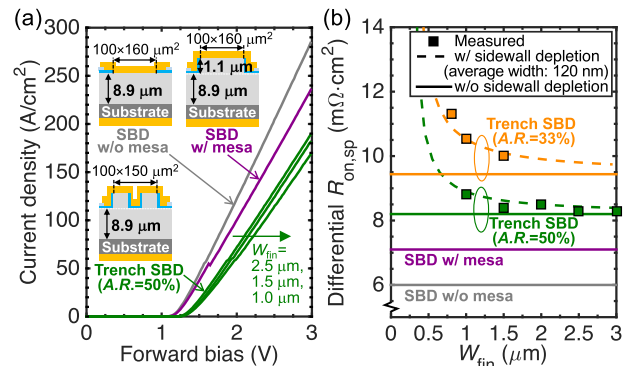 (a)
Current density (A/cm²)
300
250
200
150
100
50
0
0
1
2
3
Forward bias (V)
100×160 μm²
8.9 μm
Substrate
100×160 μm²
1.1 μm
8.9 μm
Substrate
SBD
w/o mesa
SBD
w/ mesa
100×150 μm²
8.9 μm
Substrate
Trench SBD
(A.R.=50%)
Wfin=
2.5 μm,
1.5 μm,
1.0 μm
(b)
Differential Ron,sp (mΩ·cm²)
14
12
10
8
6
0
0.5
1
1.5
2
2.5
3
Wfin (μm)
Measured
w/ sidewall depletion
(average width: 120 nm)
w/o sidewall depletion
Trench SBD
(A.R.=33%)
Trench SBD
(A.R.=50%)
SBD w/ mesa
SBD w/o mesa